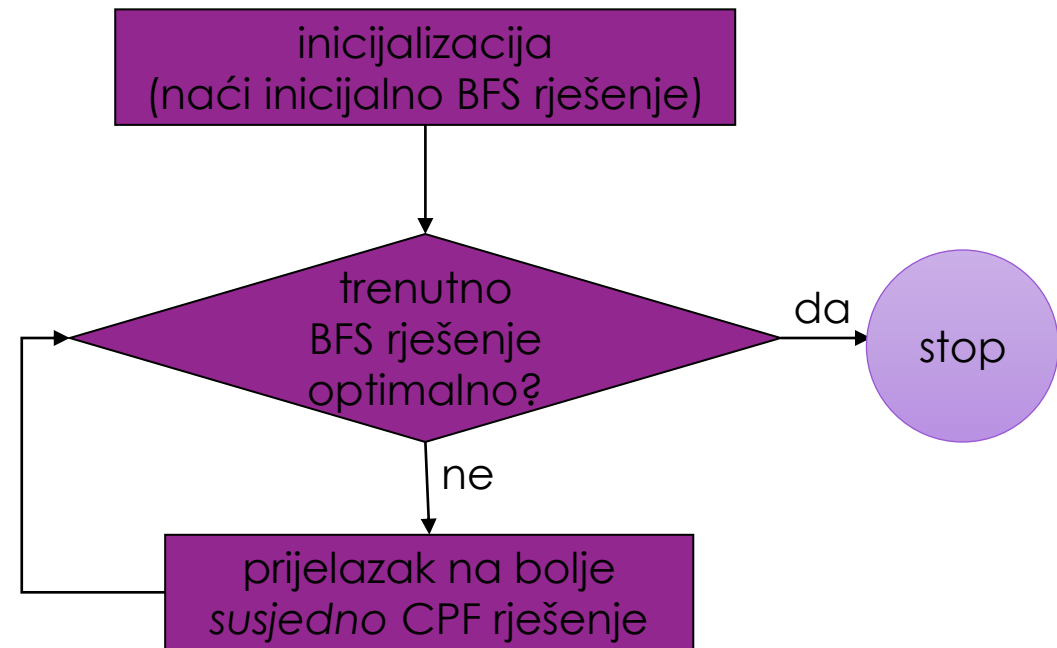 inicijalizacija
(naći inicijalno BFS rješenje)
trenutno
BFS rješenje
optimalno?
da
stop
ne
prijelazak na bolje
susjedno CPF rješenje